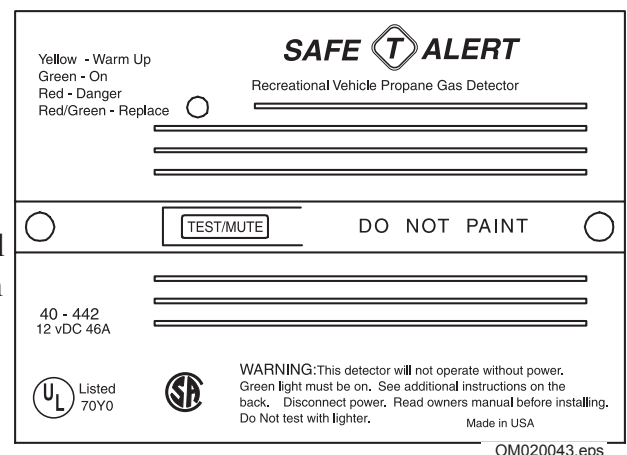 SAFE T ALERT
Recreational Vehicle Propane Gas Detector
Yellow - Warm Up
Green - On
Red - Danger
Red/Green - Replace
TEST/MUTE
DO NOT PAINT
40 - 442
12 vDC 46A
UL
Listed
70Y0
SA
WARNING:This detector will not operate without power.
Green light must be on. See additional instructions on the
back. Disconnect power. Read owners manual before installing.
Do Not test with lighter.
Made in USA
OM020043.eps